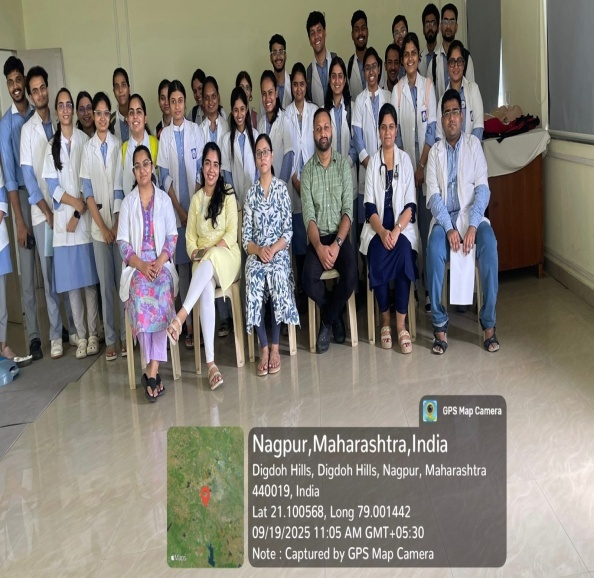 GPS Map Camera
Nagpur,Maharashtra,India
Digdoh Hills, Digdoh Hills, Nagpur, Maharashtra
440019, India
Lat 21.100568, Long 79.001442
09/19/2025 11:05 AM GMT+05:30
Note : Captured by GPS Map Camera
Maps